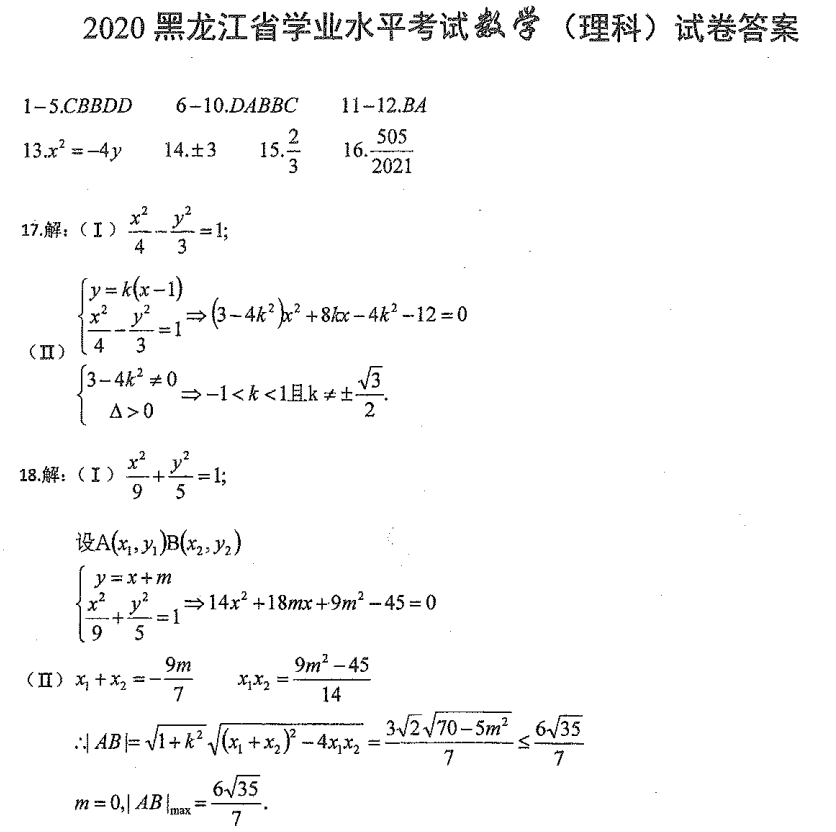 2020 黑龙江省学业水平考试数学（理科）试卷答案
1-5.CBBDD 6-10.DABBC 11-12.BA
13.x² = -4y 14.±3 15.2/3 16.505/2021
17.解:（Ⅰ）x²/4 - y²/3 = 1;
（Ⅱ）{y = k(x-1) x²/4 - y²/3 = 1 ⇒ (3-4k²)x² + 8kx - 4k² - 12 = 0
{3-4k² ≠ 0 Δ > 0 ⇒ -1 < k < 1且k ≠ ±√3/2.
18.解:（Ⅰ）x²/9 + y²/5 = 1;
设A(x₁,y₁)B(x₂,y₂)
{y = x+m x²/9 + y²/5 = 1 ⇒ 14x² + 18mx + 9m² - 45 = 0
（Ⅱ）x₁ + x₂ = -9m/7 x₁x₂ = (9m²-45)/14
∴|AB|= √(1+k²) √((x₁+x₂)² - 4x₁x₂) = 3√2√(70-5m²)/7 ≤ 6√35/7
m = 0,|AB|max = 6√35/7.